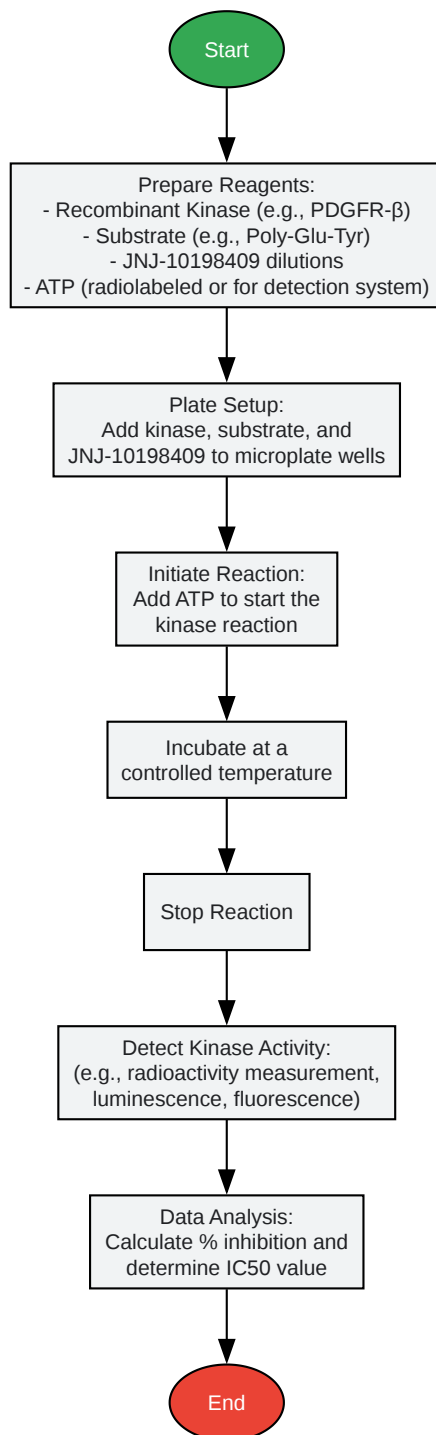 Start
Prepare Reagents:
- Recombinant Kinase (e.g., PDGFR-β)
- Substrate (e.g., Poly-Glu-Tyr)
- JNJ-10198409 dilutions
- ATP (radiolabeled or for detection system)
Plate Setup:
Add kinase, substrate, and
JNJ-10198409 to microplate wells
Initiate Reaction:
Add ATP to start the
kinase reaction
Incubate at a
controlled temperature
Stop Reaction
Detect Kinase Activity:
(e.g., radioactivity measurement,
luminescence, fluorescence)
Data Analysis:
Calculate % inhibition and
determine IC50 value
End